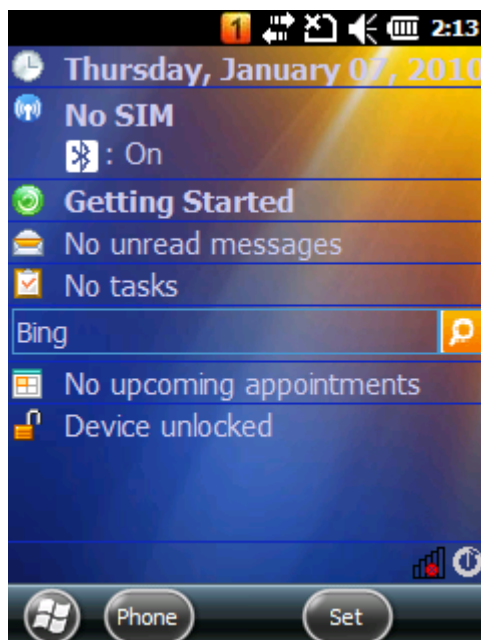 1 2:13
Thursday, January 07, 2010
No SIM
: On
Getting Started
No unread messages
No tasks
Bing
No upcoming appointments
Device unlocked
Phone Set